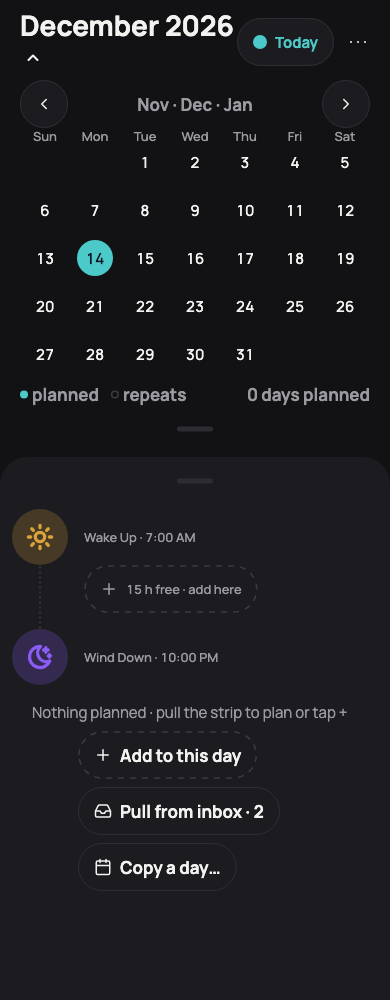 December 2026
Today
Nov · Dec · Jan
Sun Mon Tue Wed Thu Fri Sat
1 2 3 4 5
6 7 8 9 10 11 12
13 14 15 16 17 18 19
20 21 22 23 24 25 26
27 28 29 30 31
planned repeats 0 days planned
Wake Up · 7:00 AM
15 h free · add here
Wind Down · 10:00 PM
Nothing planned · pull the strip to plan or tap +
Add to this day
Pull from inbox · 2
Copy a day…